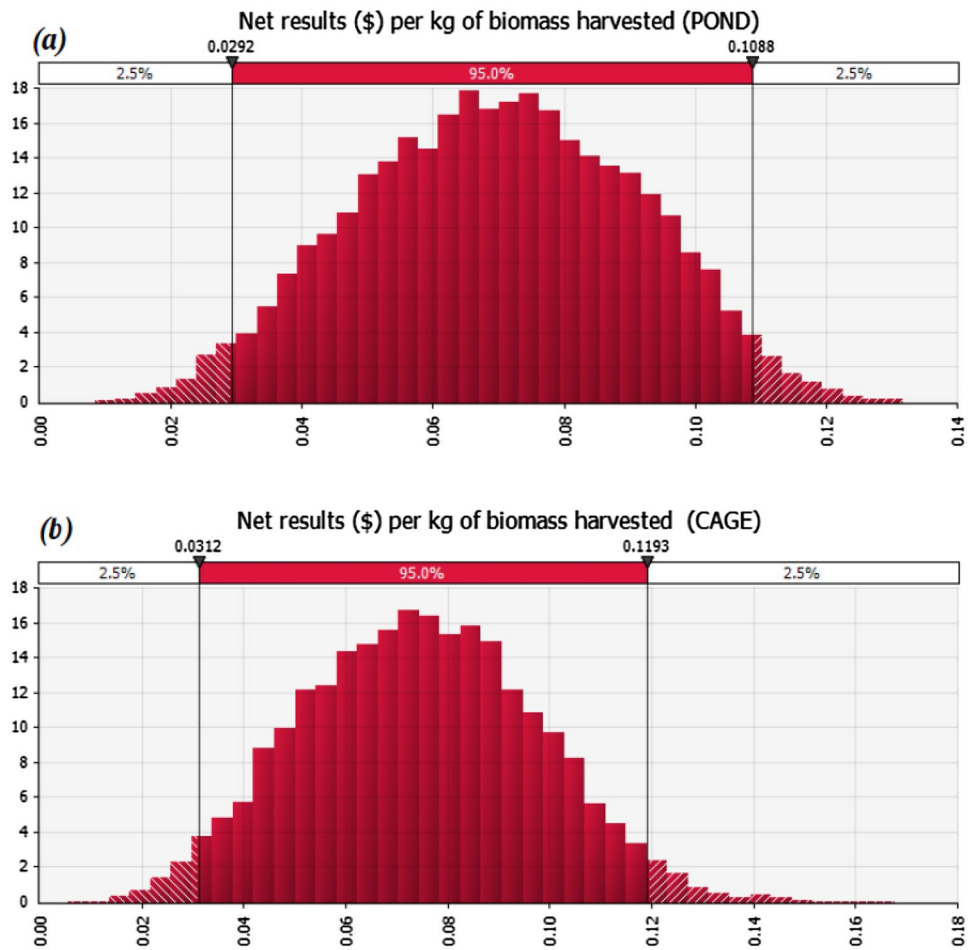 Net results ($) per kg of biomass harvested (POND)
(a)
0.0292 0.1088
2.5% 95.0% 2.5%
18
16
14
12
10
8
6
4
2
0
0.00 0.02 0.04 0.06 0.08 0.10 0.12 0.14
Net results ($) per kg of biomass harvested (CAGE)
(b)
0.0312 0.1193
2.5% 95.0% 2.5%
18
16
14
12
10
8
6
4
2
0
0.00 0.02 0.04 0.06 0.08 0.10 0.12 0.14 0.16 0.18